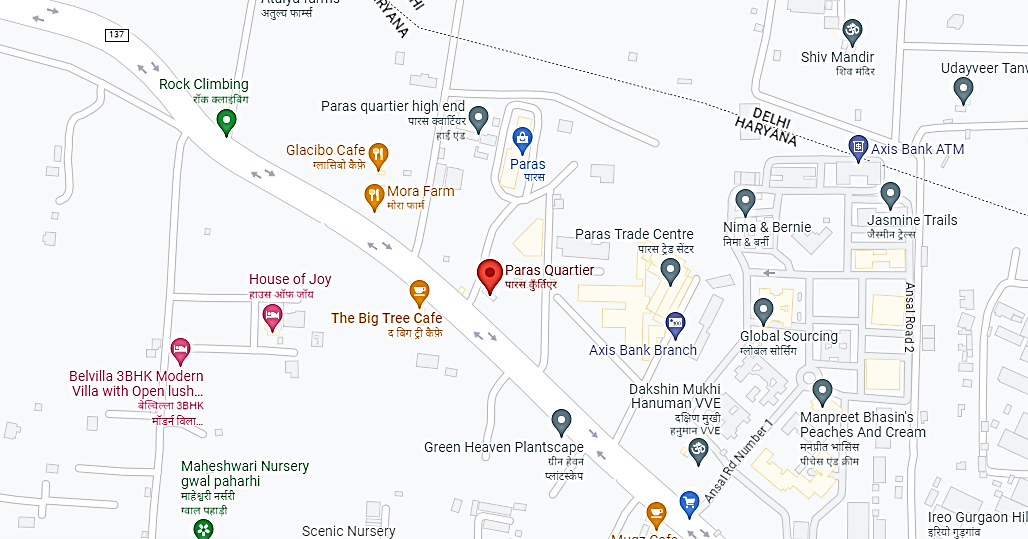 अतुल्य फार्म्स
HARYANA
137
Shiv Mandir
शिव मंदिर
Rock Climbing
रॉक क्लाइंबिंग
Udayveer Tanw
Paras quartier high end
पारस क्वार्टियर
हाई एंड
DELHI
HARYANA
Glacibo Cafe
ग्लासिबो कैफ़े
Paras
पारस
Axis Bank ATM
Mora Farm
मोरा फार्म
Jasmine Trails
जैस्मीन ट्रेल्स
Nima & Bernie
निमा & बर्नी
Paras Trade Centre
पारस ट्रेड सेंटर
Paras Quartier
पारस कुँर्तिएर
House of Joy
हाउस ऑफ़ जॉय
The Big Tree Cafe
द बिग ट्री कैफ़े
Ansal Road 2
Global Sourcing
ग्लोबल सोर्सिंग
Axis Bank Branch
Belvilla 3BHK Modern
Villa with Open lush...
बेल्विल्ला 3BHK
मॉडर्न विला...
Dakshin Mukhi
Hanuman VVE
दक्षिण मुखी
हनुमान VVE
Manpreet Bhasin's
Peaches And Cream
मनप्रीत भासिंस
पीचेस एंड क्रीम
Green Heaven Plantscape
ग्रीन हेवन
प्लांटस्केप
Ansal Rd Number 1
Maheshwari Nursery
gwal paharhi
माहेश्वरी नर्सरी
ग्वाल पहाड़ी
Scenic Nursery
Ireo Gurgaon Hil
इरियो गुड़गांव